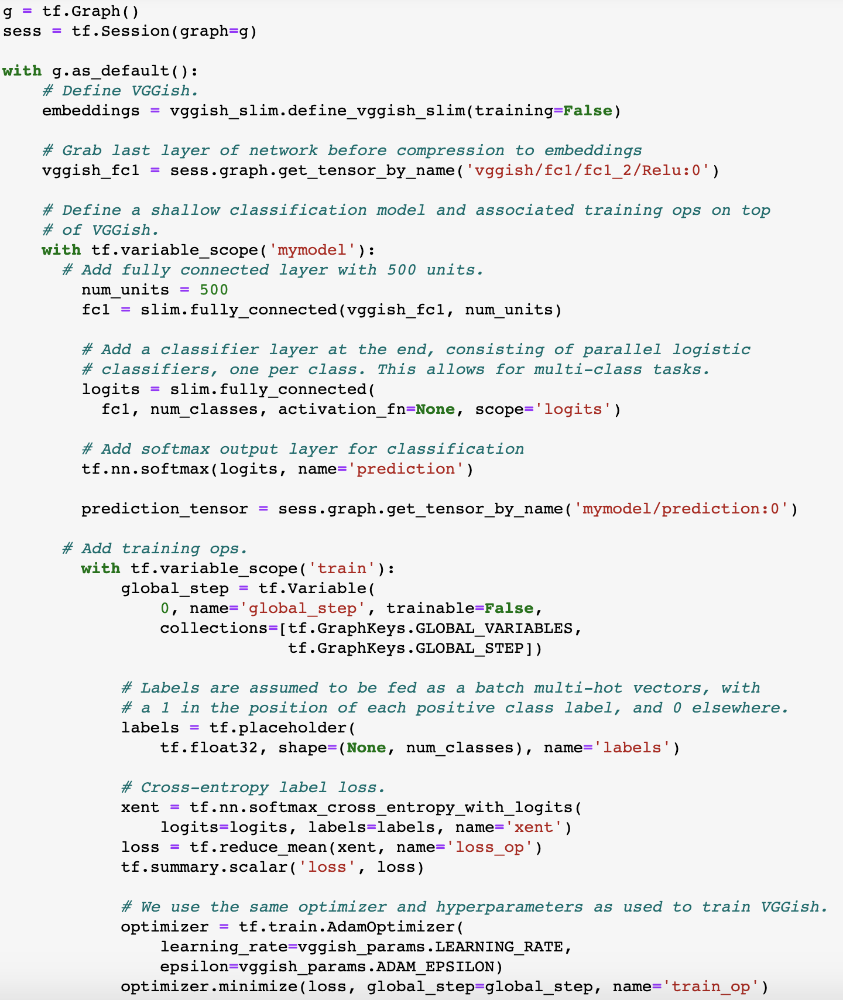 g = tf.Graph()
sess = tf.Session(graph=g)
with g.as_default():
# Define VGGish.
embeddings = vggish_slim.define_vggish_slim(training=False)
# Grab last layer of network before compression to embeddings
vggish_fc1 = sess.graph.get_tensor_by_name('vggish/fc1/fc1_2/Relu:0')
# Define a shallow classification model and associated training ops on top
# of VGGish.
with tf.variable_scope('mymodel'):
# Add fully connected layer with 500 units.
num_units = 500
fc1 = slim.fully_connected(vggish_fc1, num_units)
# Add a classifier layer at the end, consisting of parallel logistic
# classifiers, one per class. This allows for multi-class tasks.
logits = slim.fully_connected(
fc1, num_classes, activation_fn=None, scope='logits')
# Add softmax output layer for classification
tf.nn.softmax(logits, name='prediction')
prediction_tensor = sess.graph.get_tensor_by_name('mymodel/prediction:0')
# Add training ops.
with tf.variable_scope('train'):
global_step = tf.Variable(
0, name='global_step', trainable=False,
collections=[tf.GraphKeys.GLOBAL_VARIABLES,
tf.GraphKeys.GLOBAL_STEP])
# Labels are assumed to be fed as a batch multi-hot vectors, with
# a 1 in the position of each positive class label, and 0 elsewhere.
labels = tf.placeholder(
tf.float32, shape=(None, num_classes), name='labels')
# Cross-entropy label loss.
xent = tf.nn.softmax_cross_entropy_with_logits(
logits=logits, labels=labels, name='xent')
loss = tf.reduce_mean(xent, name='loss_op')
tf.summary.scalar('loss', loss)
# We use the same optimizer and hyperparameters as used to train VGGish.
optimizer = tf.train.AdamOptimizer(
learning_rate=vggish_params.LEARNING_RATE,
epsilon=vggish_params.ADAM_EPSILON)
optimizer.minimize(loss, global_step=global_step, name='train_op')